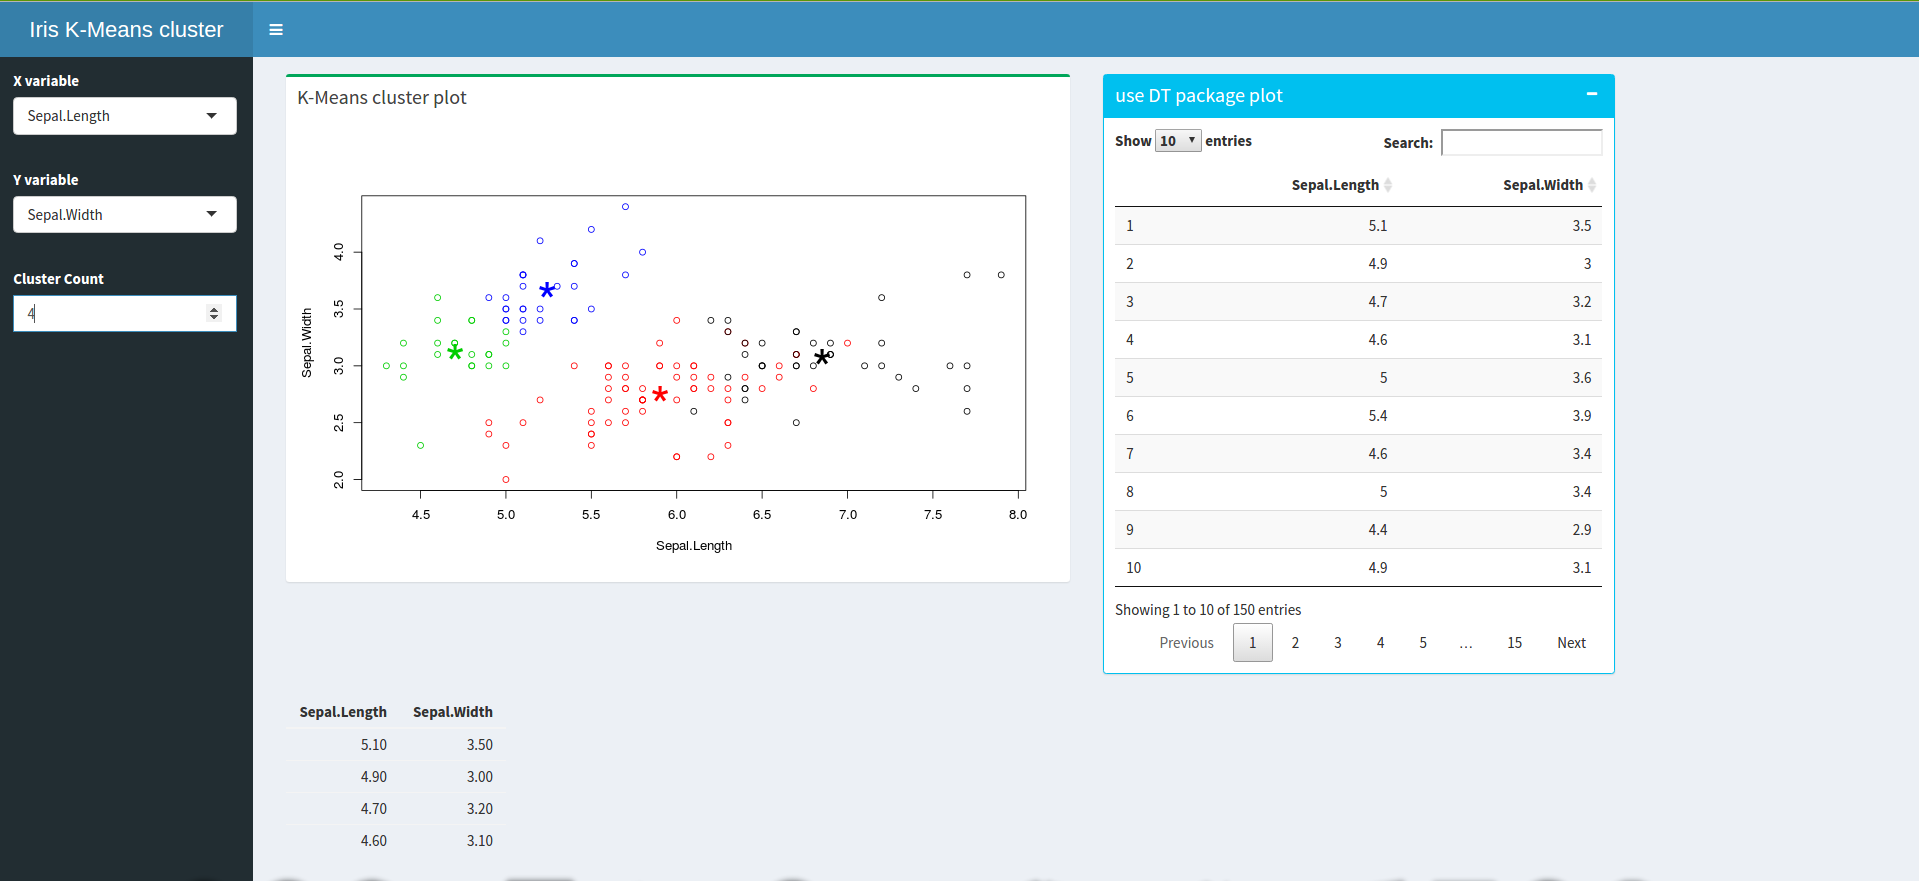 Iris K-Means cluster
X variable
Sepal.Length
Y variable
Sepal.Width
Cluster Count
4
K-Means cluster plot
Sepal.Width
4.0
3.5
3.0
2.5
2.0
4.5 5.0 5.5 6.0 6.5 7.0 7.5 8.0
Sepal.Length
use DT package plot
Show 10 entries Search:
Sepal.Length Sepal.Width
1 5.1 3.5
2 4.9 3
3 4.7 3.2
4 4.6 3.1
5 5 3.6
6 5.4 3.9
7 4.6 3.4
8 5 3.4
9 4.4 2.9
10 4.9 3.1
Showing 1 to 10 of 150 entries
Previous 1 2 3 4 5 … 15 Next
Sepal.Length Sepal.Width
5.10 3.50
4.90 3.00
4.70 3.20
4.60 3.10